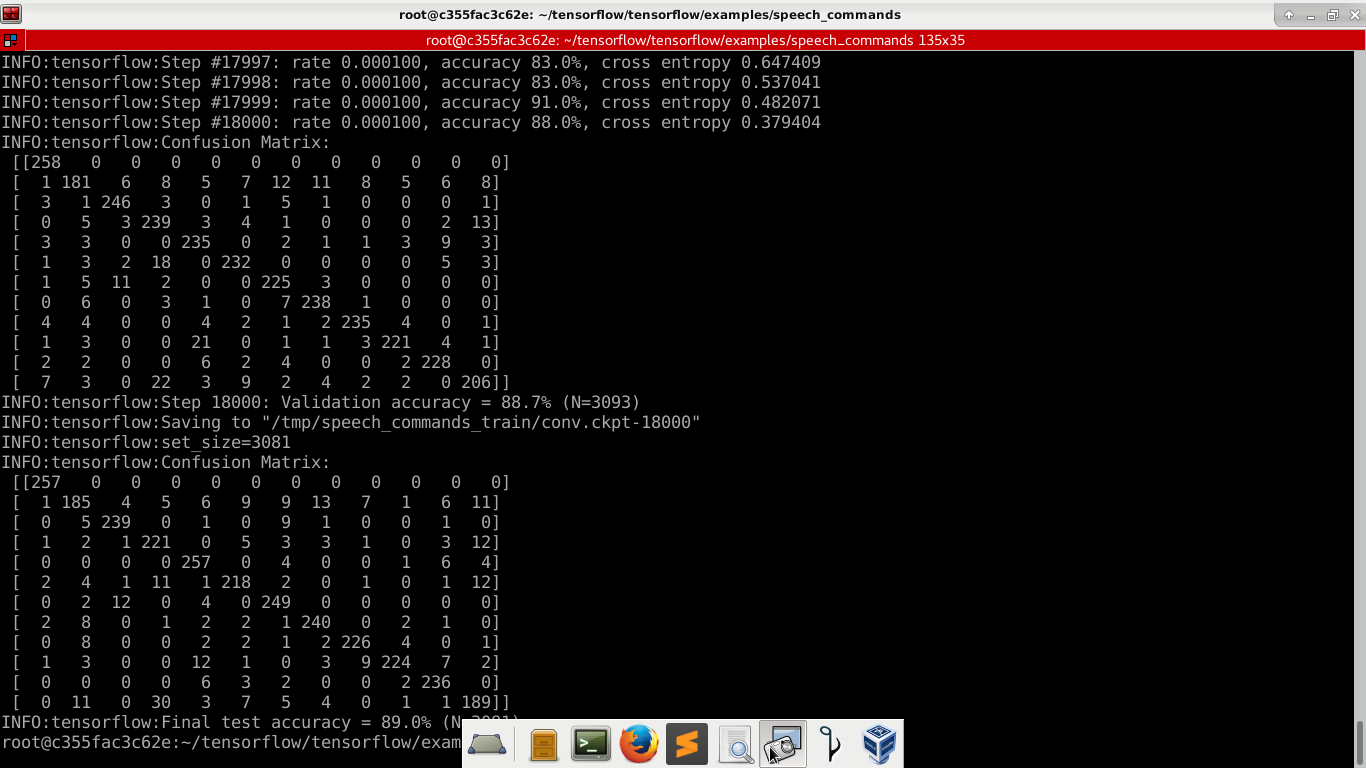 root@c355fac3c62e: ~/tensorflow/tensorflow/examples/speech_commands
root@c355fac3c62e: ~/tensorflow/tensorflow/examples/speech_commands 135x35
INFO:tensorflow:Step #17997: rate 0.000100, accuracy 83.0%, cross entropy 0.647409
INFO:tensorflow:Step #17998: rate 0.000100, accuracy 83.0%, cross entropy 0.537041
INFO:tensorflow:Step #17999: rate 0.000100, accuracy 91.0%, cross entropy 0.482071
INFO:tensorflow:Step #18000: rate 0.000100, accuracy 88.0%, cross entropy 0.379404
INFO:tensorflow:Confusion Matrix:
[[258   0   0   0   0   0   0   0   0   0   0   0]
[  1 181   6   8   5   7  12  11   8   5   6   8]
[  3   1 246   3   0   1   5   1   0   0   0   1]
[  0   5   3 239   3   4   1   0   0   0   2  13]
[  3   3   0   0 235   0   2   1   1   3   9   3]
[  1   3   2  18   0 232   0   0   0   0   5   3]
[  1   5  11   2   0   0 225   3   0   0   0   0]
[  0   6   0   3   1   0   7 238   1   0   0   0]
[  4   4   0   0   4   2   1   2 235   4   0   1]
[  1   3   0   0  21   0   1   1   3 221   4   1]
[  2   2   0   0   6   2   4   0   0   2 228   0]
[  7   3   0  22   3   9   2   4   2   2   0 206]]
INFO:tensorflow:Step 18000: Validation accuracy = 88.7% (N=3093)
INFO:tensorflow:Saving to "/tmp/speech_commands_train/conv.ckpt-18000"
INFO:tensorflow:set_size=3081
INFO:tensorflow:Confusion Matrix:
[[257   0   0   0   0   0   0   0   0   0   0   0]
[  1 185   4   5   6   9   9  13   7   1   6  11]
[  0   5 239   0   1   0   9   1   0   0   1   0]
[  1   2   1 221   0   5   3   3   1   0   3  12]
[  0   0   0   0 257   0   4   0   0   1   6   4]
[  2   4   1  11   1 218   2   0   1   0   1  12]
[  0   2  12   0   4   0 249   0   0   0   0   0]
[  2   8   0   1   2   2   1 240   0   2   1   0]
[  0   8   0   0   2   2   1   2 226   4   0   1]
[  1   3   0   0  12   1   0   3   9 224   7   2]
[  0   0   0   0   6   3   2   0   0   2 236   0]
[  0  11   0  30   3   7   5   4   0   1   1 189]]
INFO:tensorflow:Final test accuracy = 89.0% (N=3081)
root@c355fac3c62e:~/tensorflow/tensorflow/exam